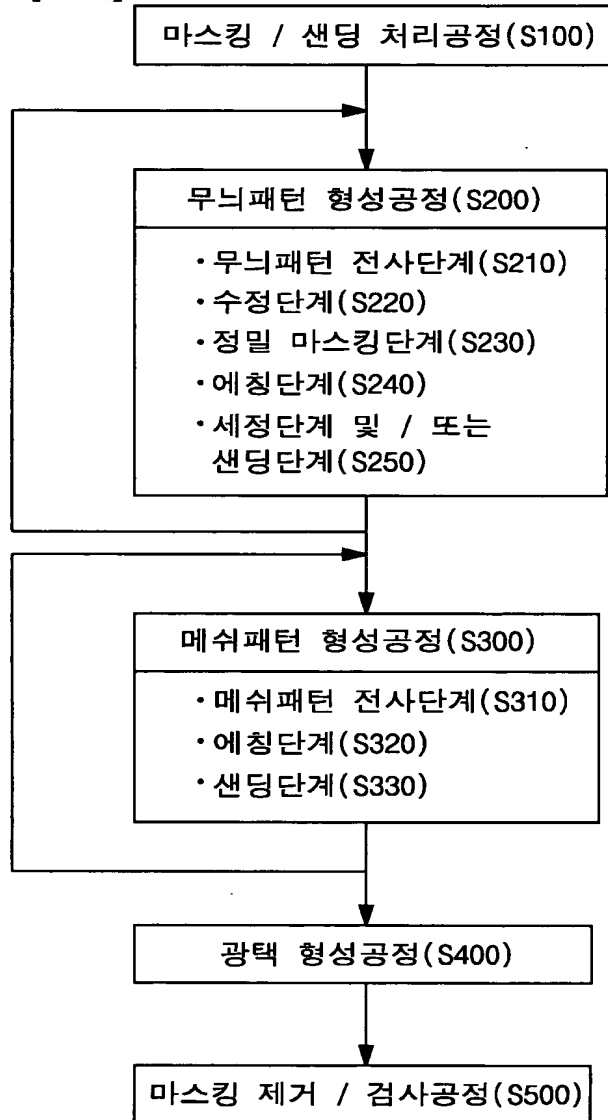 마스킹 / 샌딩 처리공정(S100)
무늬패턴 형성공정(S200)
·무늬패턴 전사단계(S210)
·수정단계(S220)
·정밀 마스킹단계(S230)
·에칭단계(S240)
·세정단계 및 / 또는
샌딩단계(S250)
메쉬패턴 형성공정(S300)
·메쉬패턴 전사단계(S310)
·에칭단계(S320)
·샌딩단계(S330)
광택 형성공정(S400)
마스킹 제거 / 검사공정(S500)